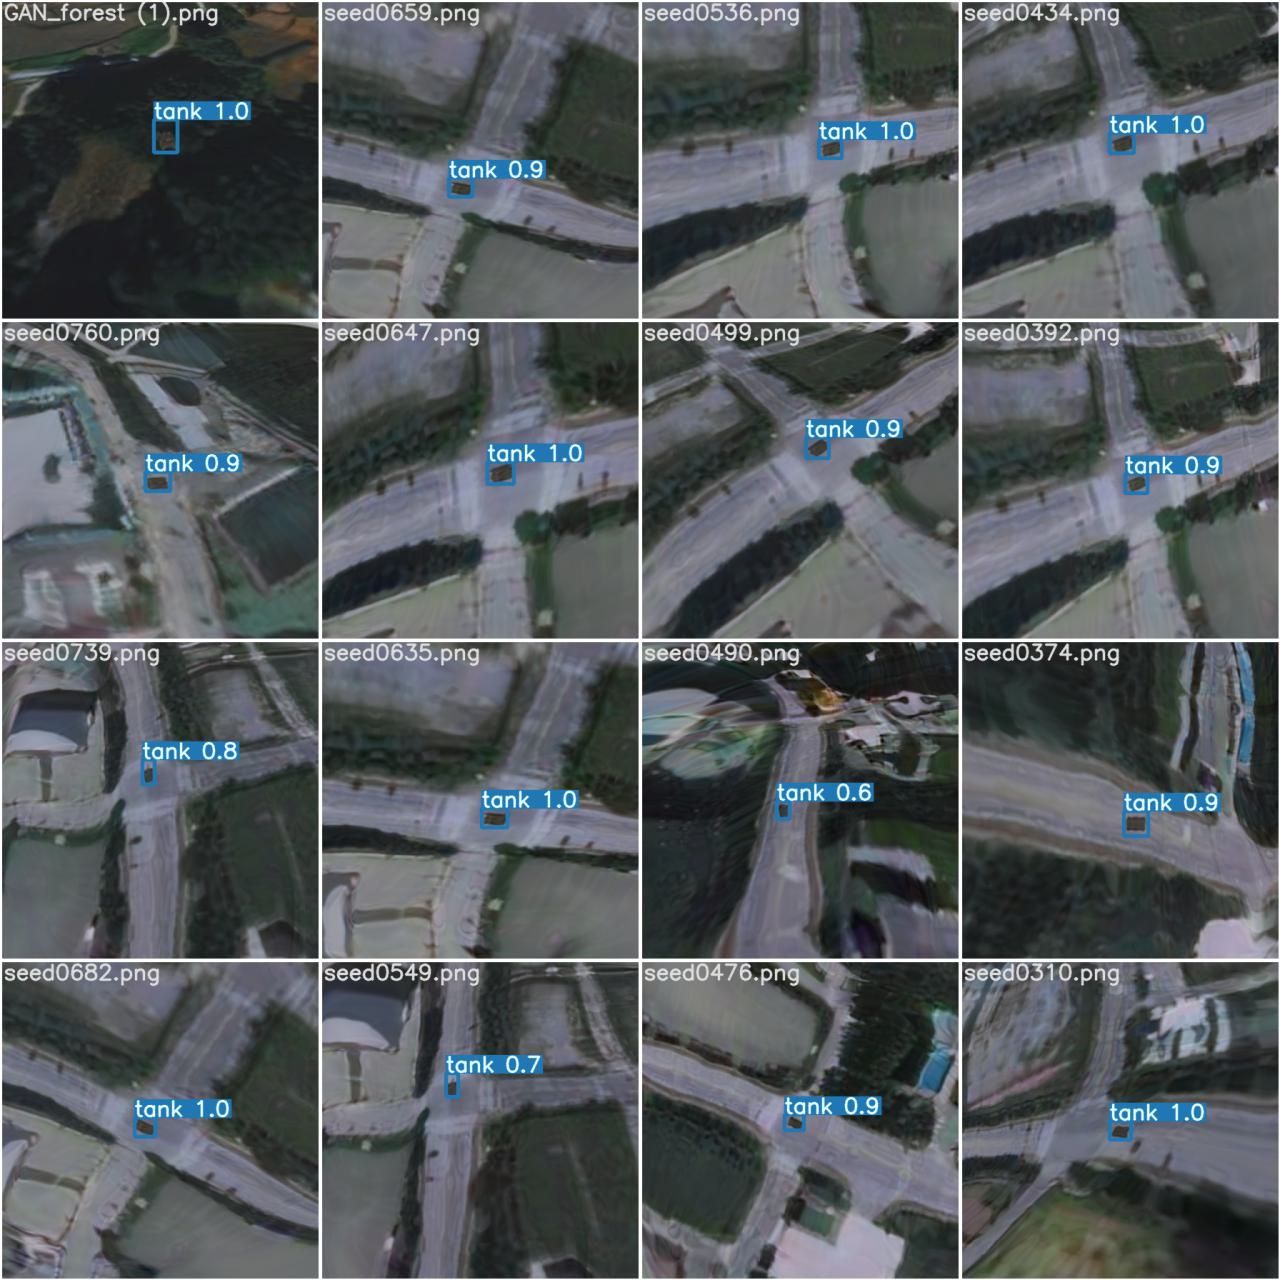 GAN_forest (1).png
tank 1.0
seed0659.png
tank 0.9
seed0536.png
tank 1.0
seed0434.png
tank 1.0
seed0760.png
tank 0.9
seed0647.png
tank 1.0
seed0499.png
tank 0.9
seed0392.png
tank 0.9
seed0739.png
tank 0.8
seed0635.png
tank 1.0
seed0490.png
tank 0.6
seed0374.png
tank 0.9
seed0682.png
tank 1.0
seed0549.png
tank 0.7
seed0476.png
tank 0.9
seed0310.png
tank 1.0